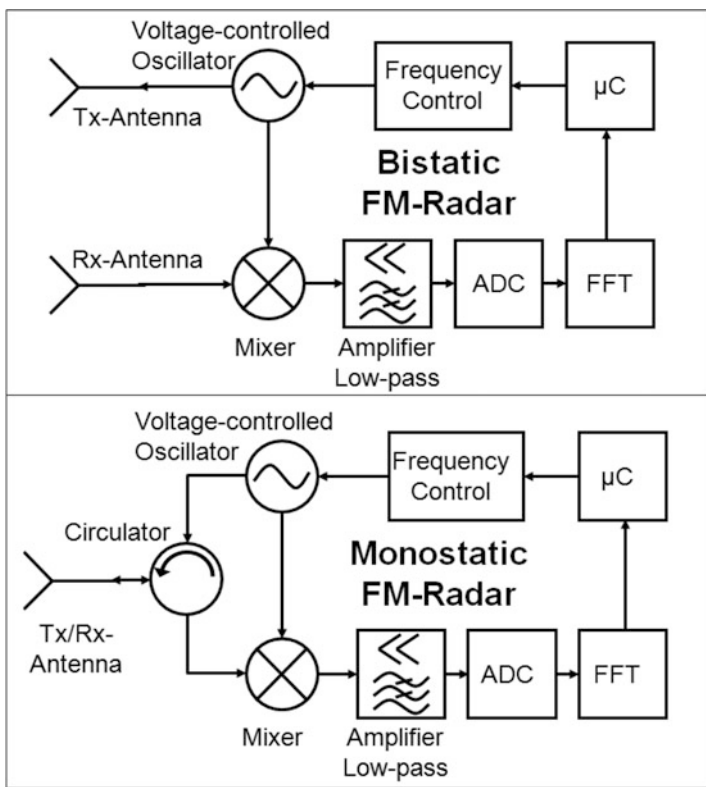 Voltage-controlled
Oscillator
Frequency
Control
µC
Tx-Antenna
Bistatic
FM-Radar
Rx-Antenna
ADC
FFT
Mixer
Amplifier
Low-pass
Voltage-controlled
Oscillator
Frequency
Control
µC
Circulator
Monostatic
FM-Radar
Tx/Rx-
Antenna
ADC
FFT
Mixer
Amplifier
Low-pass